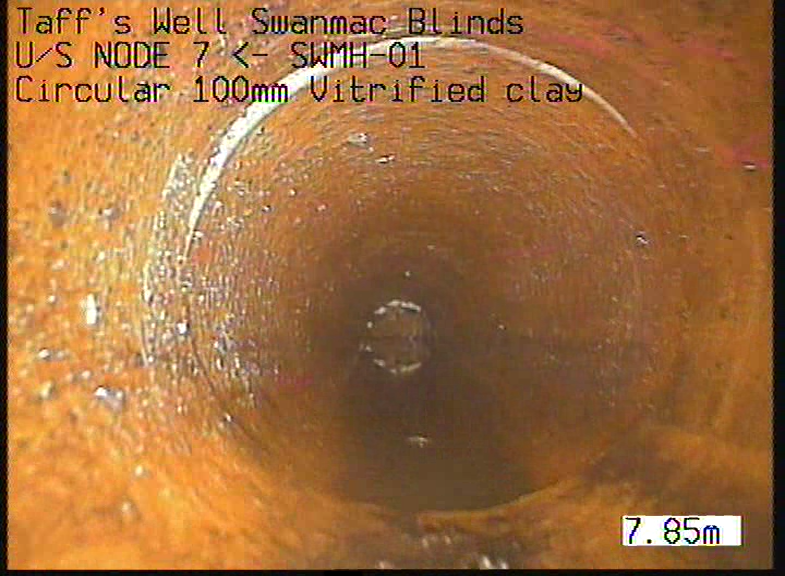 Taff's Well Swanmac Blinds
U/S NODE 7 <- SWMH-01
Circular 100mm Vitrified clay
7.85m